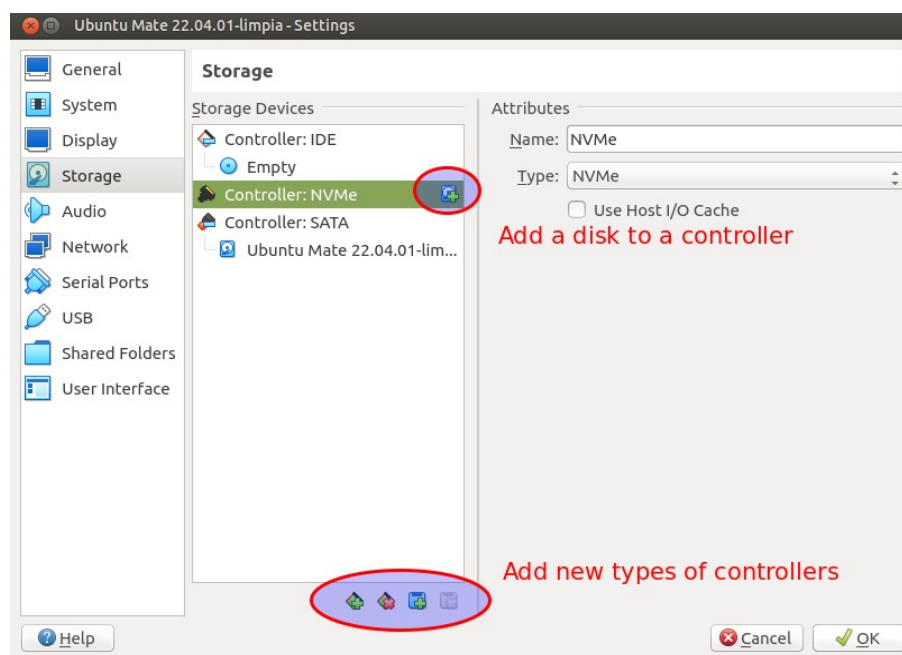 Ubuntu Mate 22.04.01-limpia - Settings
General
System
Display
Storage
Audio
Network
Serial Ports
USB
Shared Folders
User Interface
Storage
Storage Devices
Controller: IDE
Empty
Controller: NVMe
Controller: SATA
Ubuntu Mate 22.04.01-lim...
Attributes
Name: NVMe
Type: NVMe
Use Host I/O Cache
Add a disk to a controller
Add new types of controllers
Help
Cancel
OK